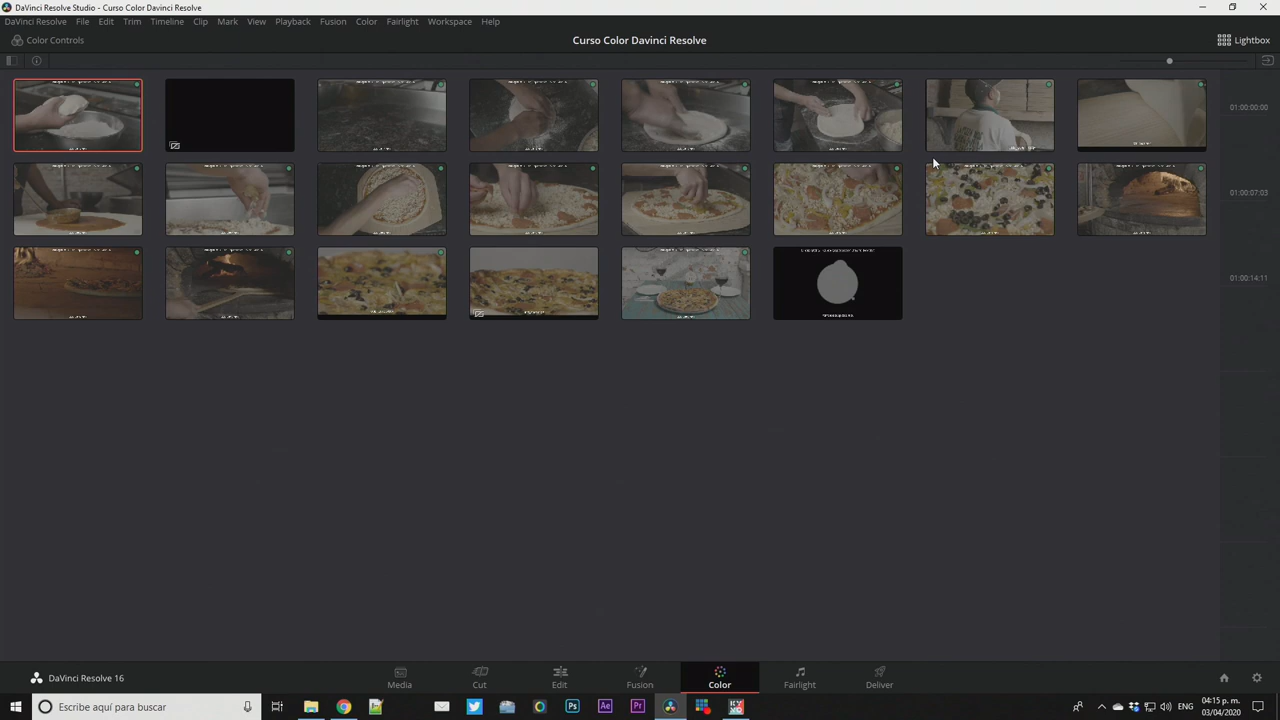 DaVinci Resolve Studio - Curso Color Davinci Resolve
DaVinci Resolve File Edit Trim Timeline Clip Mark View Playback Fusion Color Fairlight Workspace Help
Color Controls
Curso Color Davinci Resolve
Lightbox
01:00:00:00
01:00:07:03
01:00:14:11
DaVinci Resolve 16
Media
Cut
Edit
Fusion
Color
Fairlight
Deliver
Escribe aquí para buscar
Ps
Ae
Pr
ENG
04:15 p. m.
03/04/2020